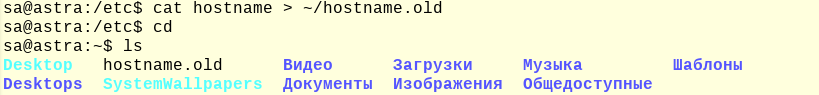 sa@astra:/etc$ cat hostname > ~/hostname.old
sa@astra:/etc$ cd
sa@astra:~$ ls
Desktop   hostname.old      Видео      Загрузки     Музыка         Шаблоны
Desktops  SystemWallpapers  Документы  Изображения  Общедоступные